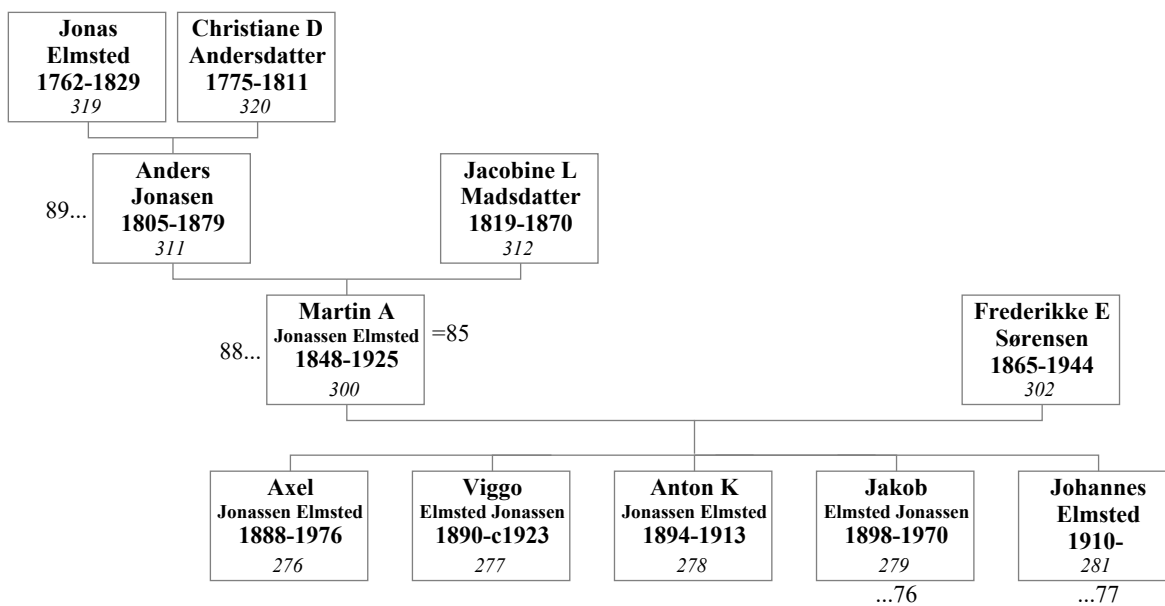 Jonas
Elmsted
1762-1829
319
Christiane D
Andersdatter
1775-1811
320
89...
Anders
Jonasen
1805-1879
311
Jacobine L
Madsdatter
1819-1870
312
88...
Martin A
Jonassen Elmsted
1848-1925
300
=85
Frederikke E
Sørensen
1865-1944
302
Axel
Jonassen Elmsted
1888-1976
276
Viggo
Elmsted Jonassen
1890-c1923
277
Anton K
Jonassen Elmsted
1894-1913
278
Jakob
Elmsted Jonassen
1898-1970
279
...76
Johannes
Elmsted
1910-
281
...77